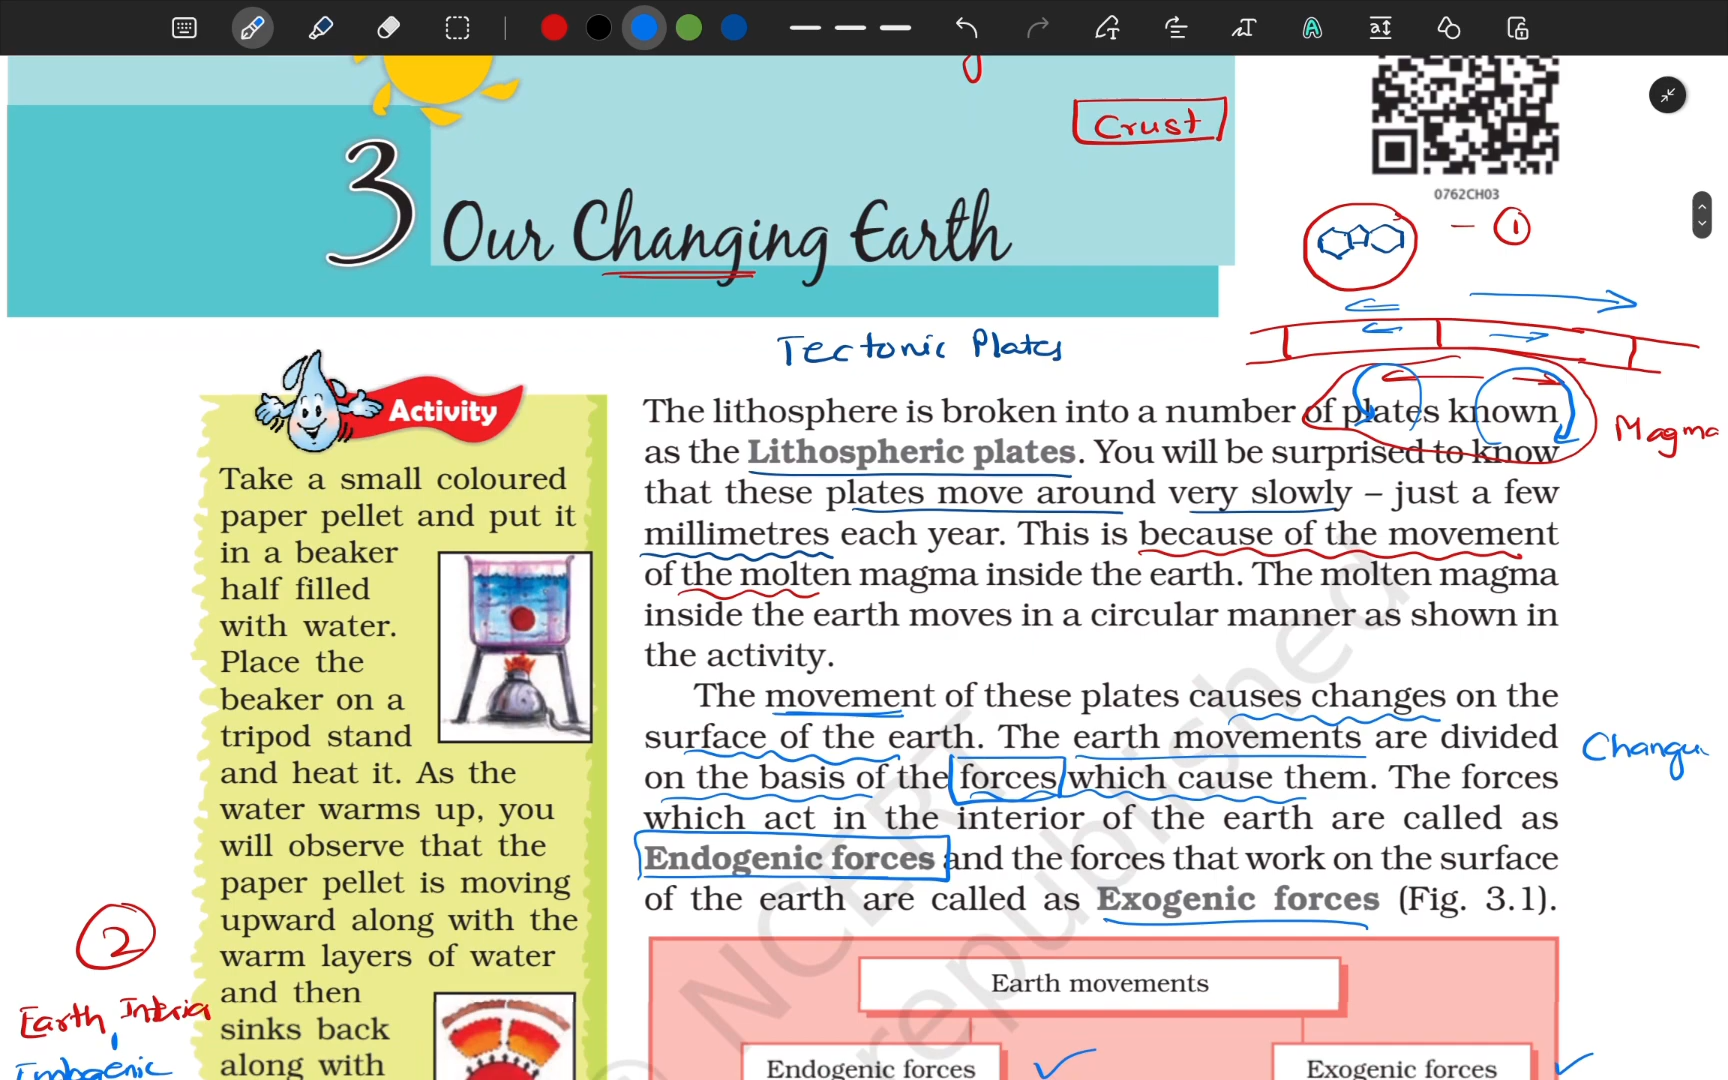 Crust
0762CH03
3
Our Changing Earth
- 1
Tectonic Plates
Magma
Activity
Take a small coloured
paper pellet and put it
in a beaker
half filled
with water.
Place the
beaker on a
tripod stand
and heat it. As the
water warms up, you
will observe that the
paper pellet is moving
upward along with the
warm layers of water
and then
sinks back
along with
The lithosphere is broken into a number of plates known
as the Lithospheric plates. You will be surprised to know
that these plates move around very slowly – just a few
millimetres each year. This is because of the movement
of the molten magma inside the earth. The molten magma
inside the earth moves in a circular manner as shown in
the activity.
The movement of these plates causes changes on the
surface of the earth. The earth movements are divided
on the basis of the forces which cause them. The forces
which act in the interior of the earth are called as
Endogenic forces and the forces that work on the surface
of the earth are called as Exogenic forces (Fig. 3.1).
2
Earth
Earth movements
Endogenic forces
Exogenic forces
© NCERT
republished